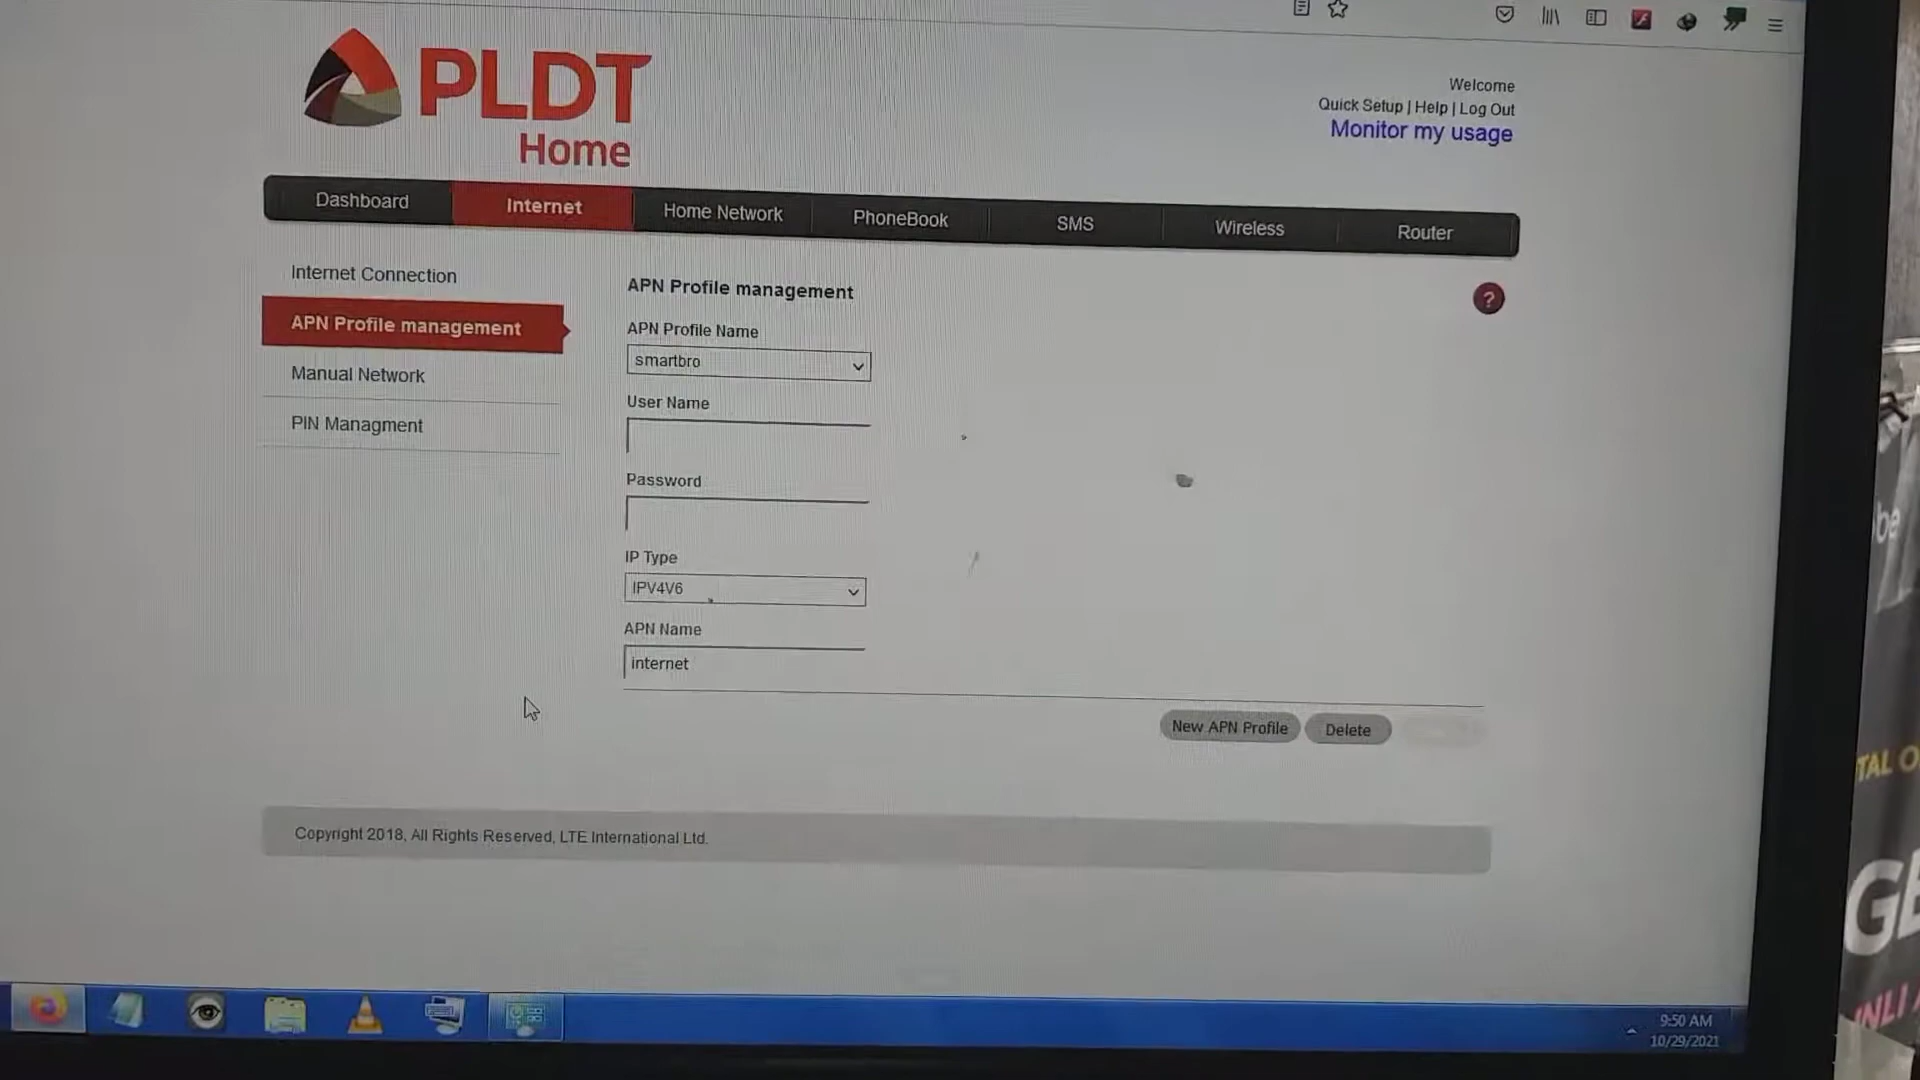 PLDT
Home
Welcome
Quick Setup | Help | Log Out
Monitor my usage
Dashboard
Internet
Home Network
PhoneBook
SMS
Wireless
Router
Internet Connection
APN Profile management
Manual Network
PIN Managment
APN Profile management
?
APN Profile Name
smartbro
User Name
Password
IP Type
IPV4V6
APN Name
internet
New APN Profile
Delete
Copyright 2018, All Rights Reserved, LTE International Ltd.
9:50 AM
10/29/2021